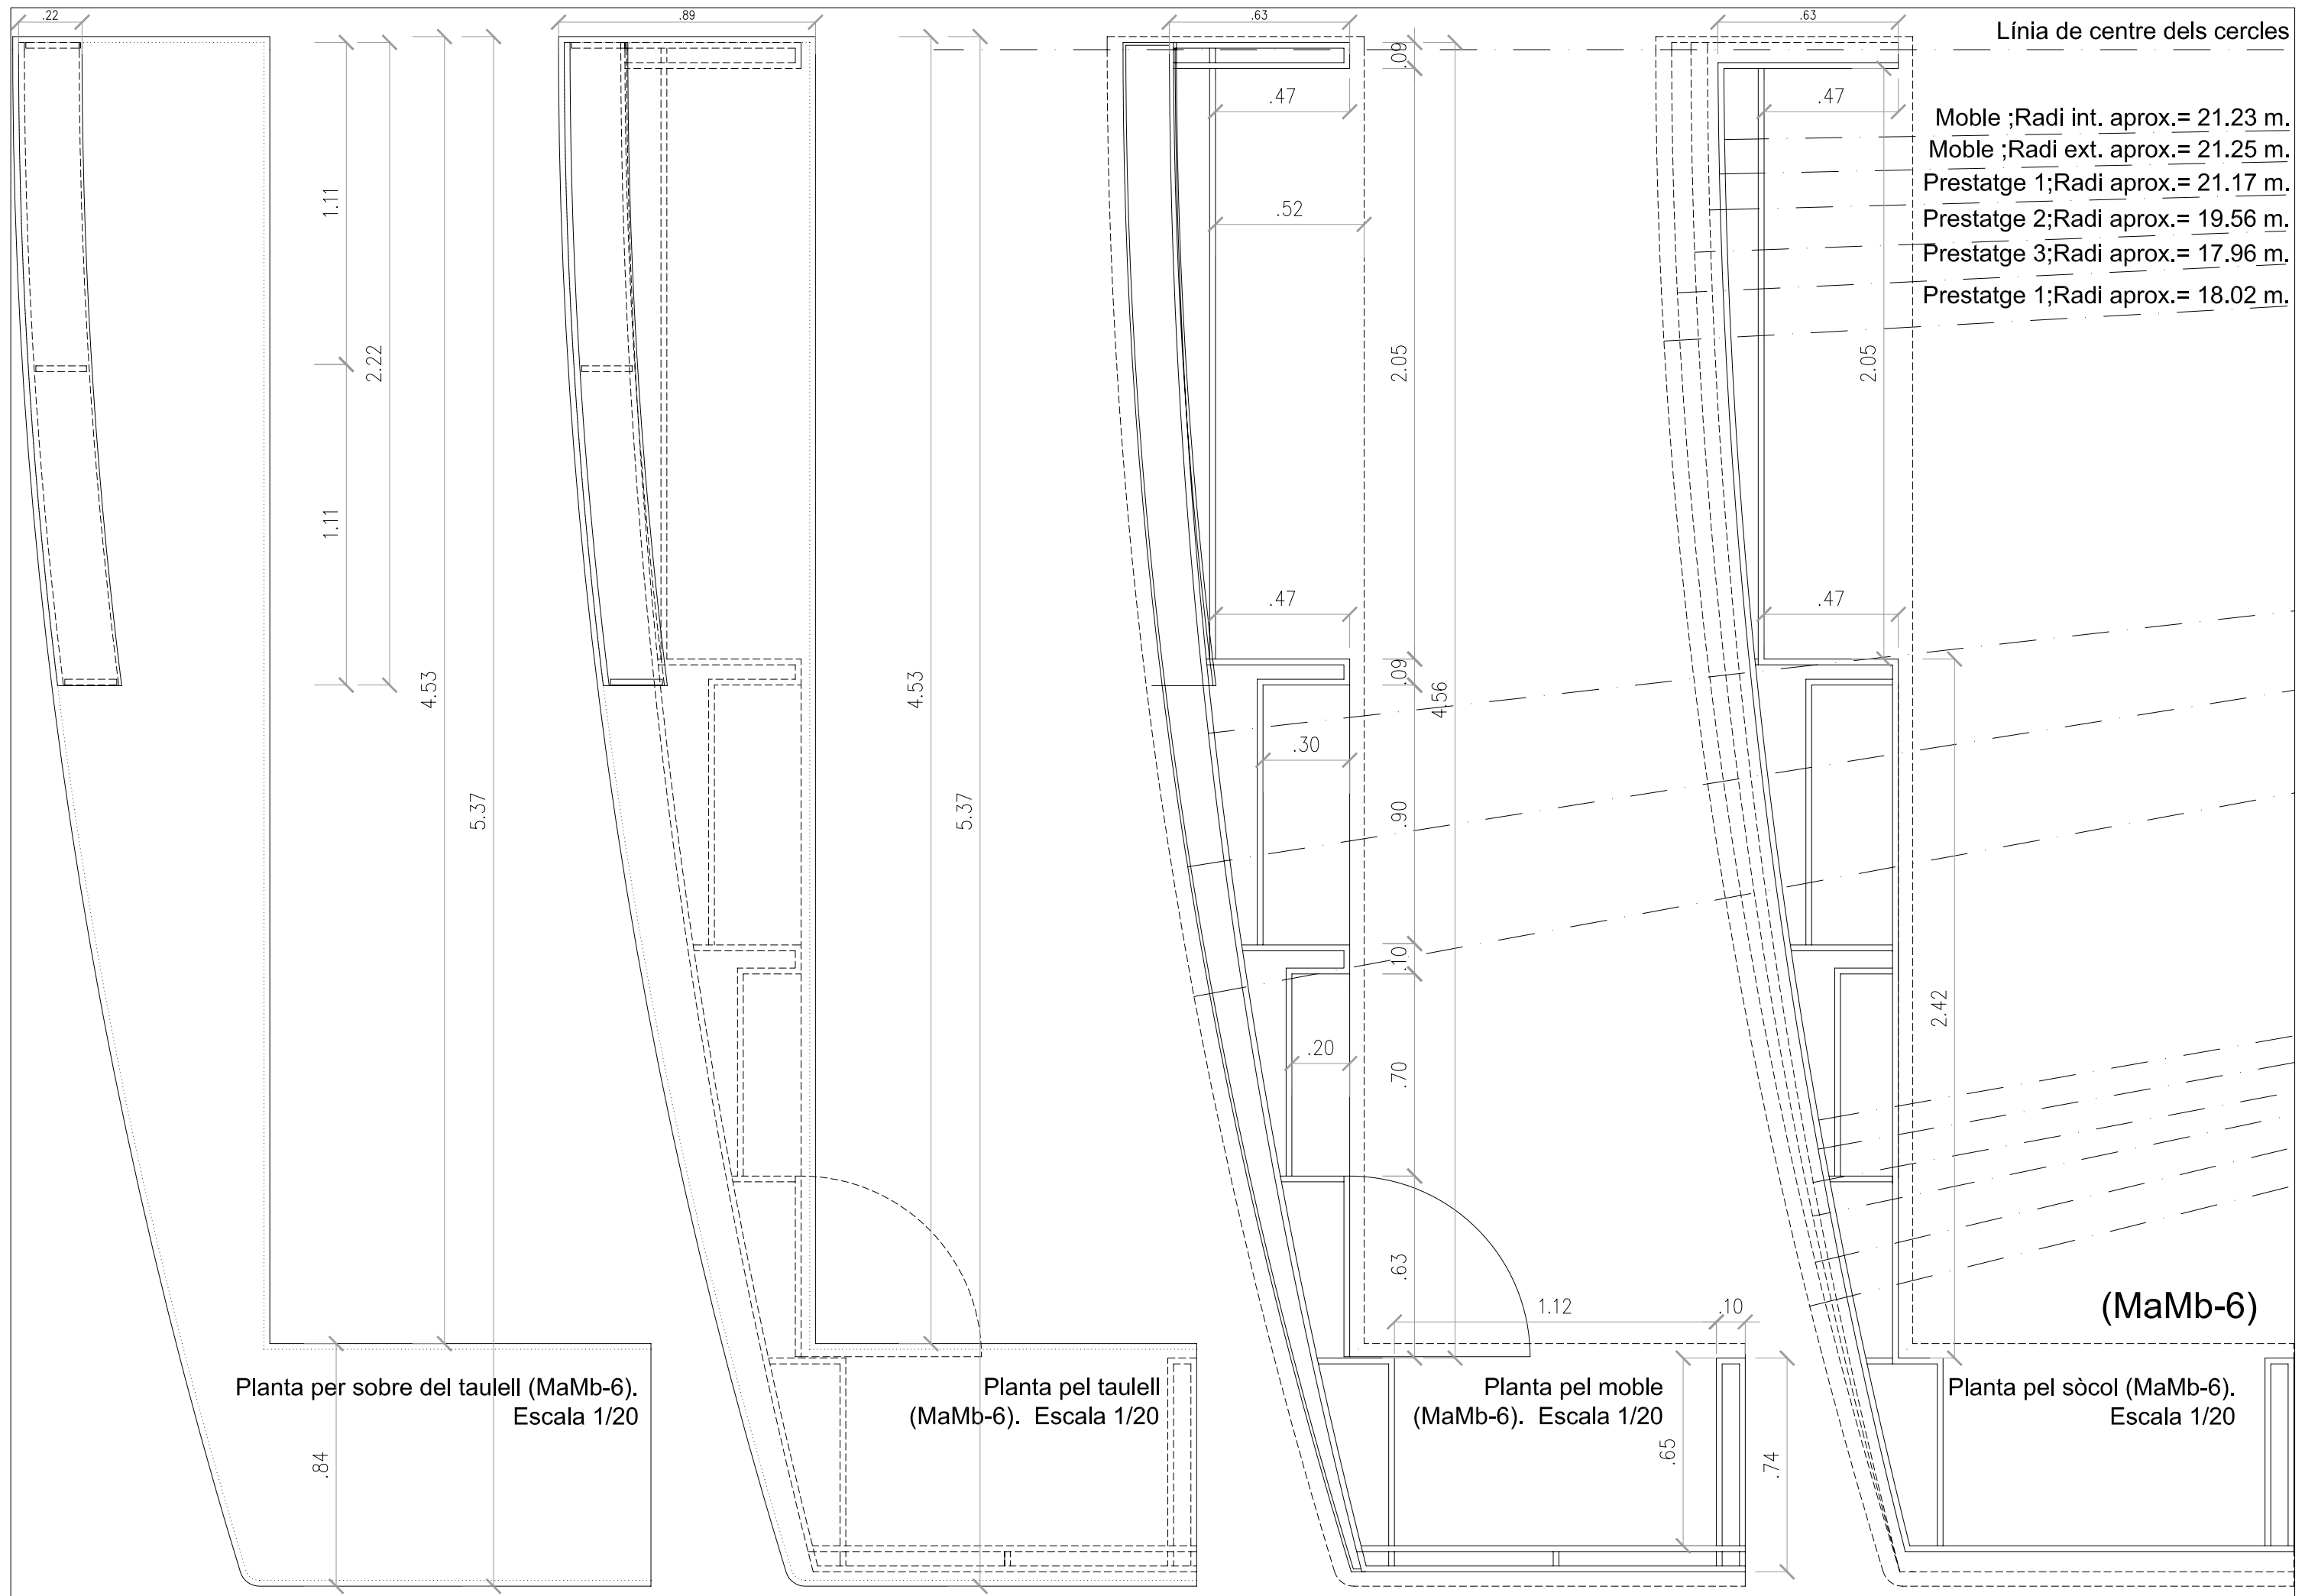 .22
.89
.63
.63
Línia de centre dels cercles
.09
.47
.47
Moble ;Radi int. aprox.= 21.23 m.
Moble ;Radi ext. aprox.= 21.25 m.
Prestatge 1;Radi aprox.= 21.17 m.
Prestatge 2;Radi aprox.= 19.56 m.
Prestatge 3;Radi aprox.= 17.96 m.
Prestatge 1;Radi aprox.= 18.02 m.
1.11
.52
2.22
2.05
2.05
1.11
.47
.47
4.53
4.53
.09
4.56
.30
5.37
5.37
.90
.10
2.42
.20
.70
.63
1.12
.10
(MaMb-6)
Planta per sobre del taulell (MaMb-6).
Escala 1/20
Planta pel taulell
(MaMb-6). Escala 1/20
Planta pel moble
(MaMb-6). Escala 1/20
Planta pel sòcol (MaMb-6).
Escala 1/20
.84
.65
.74